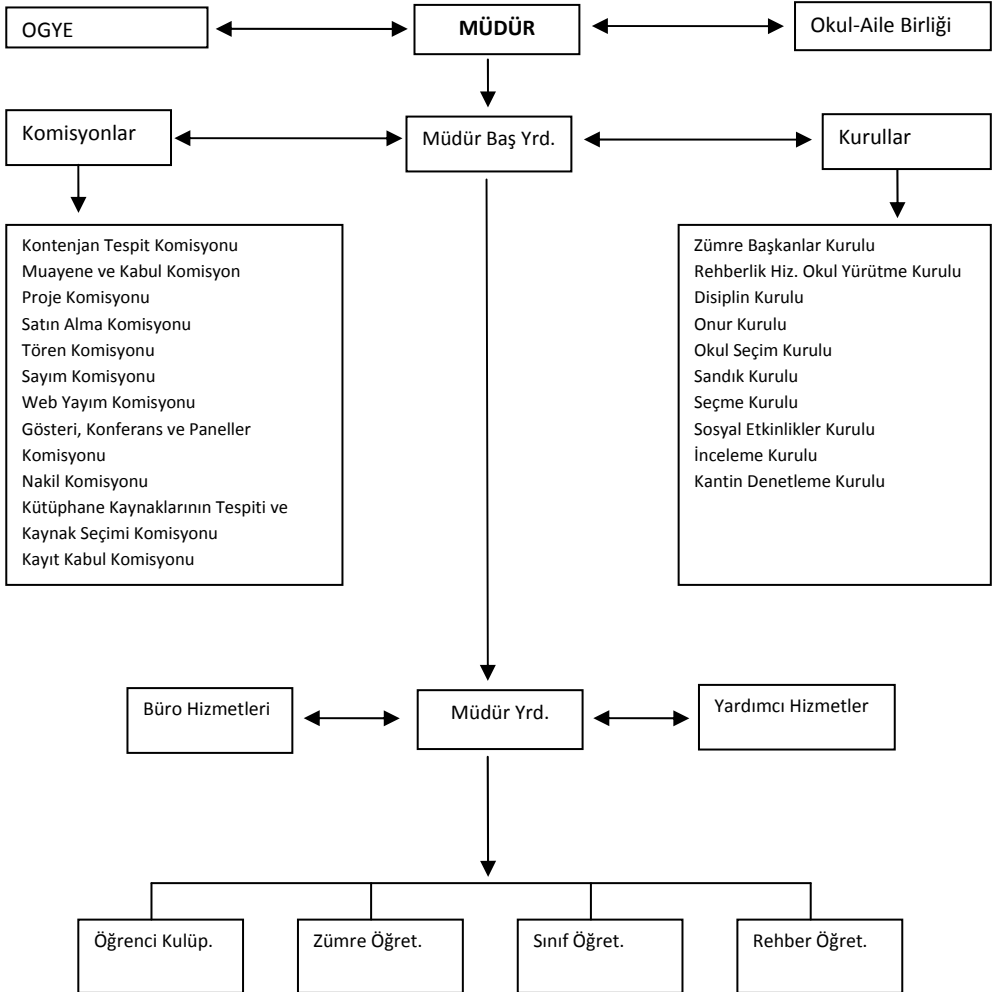 OGYE
MÜDÜR
Okul-Aile Birliği
Komisyonlar
Müdür Baş Yrd.
Kurullar
Kontenjan Tespit Komisyonu
Muayene ve Kabul Komisyon
Proje Komisyonu
Satın Alma Komisyonu
Tören Komisyonu
Sayım Komisyonu
Web Yayım Komisyonu
Gösteri, Konferans ve Paneller
Komisyonu
Nakil Komisyonu
Kütüphane Kaynaklarının Tespiti ve
Kaynak Seçimi Komisyonu
Kayıt Kabul Komisyonu
Zümre Başkanlar Kurulu
Rehberlik Hiz. Okul Yürütme Kurulu
Disiplin Kurulu
Onur Kurulu
Okul Seçim Kurulu
Sandık Kurulu
Seçme Kurulu
Sosyal Etkinlikler Kurulu
İnceleme Kurulu
Kantin Denetleme Kurulu
Büro Hizmetleri
Müdür Yrd.
Yardımcı Hizmetler
Öğrenci Kulüp.
Zümre Öğret.
Sınıf Öğret.
Rehber Öğret.